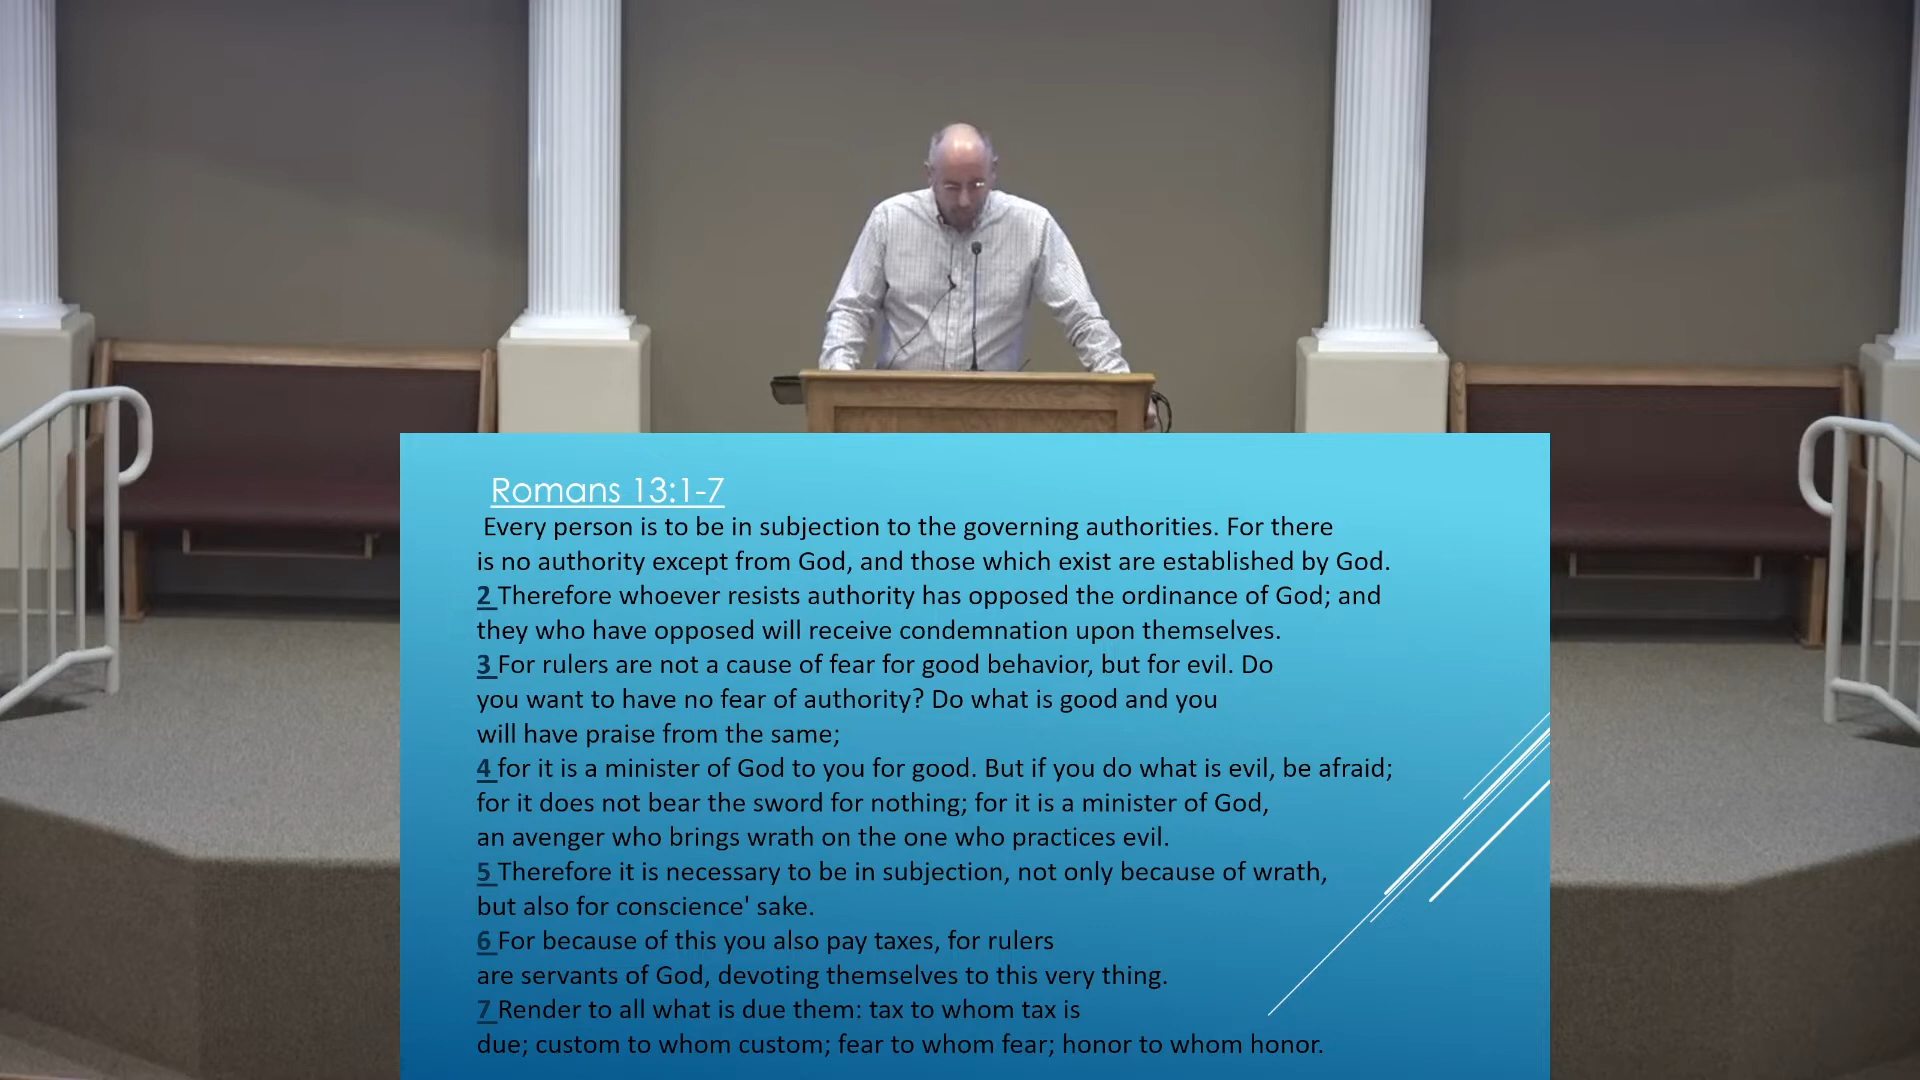 Romans 13:1-7
Every person is to be in subjection to the governing authorities. For there
is no authority except from God, and those which exist are established by God.
2 Therefore whoever resists authority has opposed the ordinance of God; and
they who have opposed will receive condemnation upon themselves.
3 For rulers are not a cause of fear for good behavior, but for evil. Do
you want to have no fear of authority? Do what is good and you
will have praise from the same;
4 for it is a minister of God to you for good. But if you do what is evil, be afraid;
for it does not bear the sword for nothing; for it is a minister of God,
an avenger who brings wrath on the one who practices evil.
5 Therefore it is necessary to be in subjection, not only because of wrath,
but also for conscience' sake.
6 For because of this you also pay taxes, for rulers
are servants of God, devoting themselves to this very thing.
7 Render to all what is due them: tax to whom tax is
due; custom to whom custom; fear to whom fear; honor to whom honor.